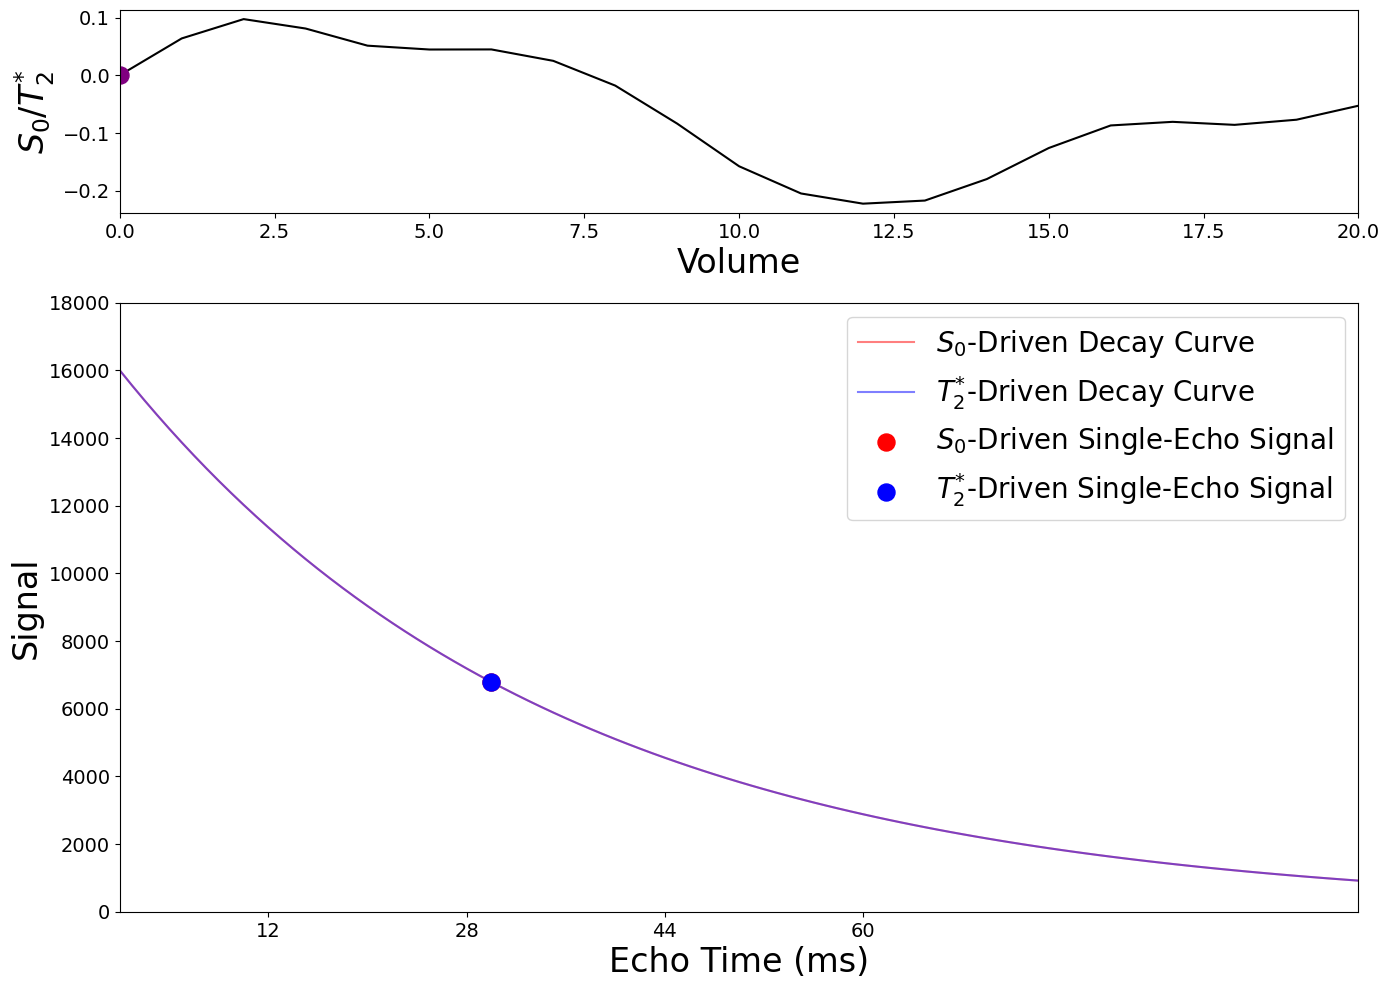 S₀/T₂*
0.1
0.0
−0.1
−0.2
0.0 2.5 5.0 7.5 10.0 12.5 15.0 17.5 20.0
Volume
Signal
18000
16000
14000
12000
10000
8000
6000
4000
2000
0
S₀-Driven Decay Curve
T₂*-Driven Decay Curve
S₀-Driven Single-Echo Signal
T₂*-Driven Single-Echo Signal
12 28 44 60
Echo Time (ms)